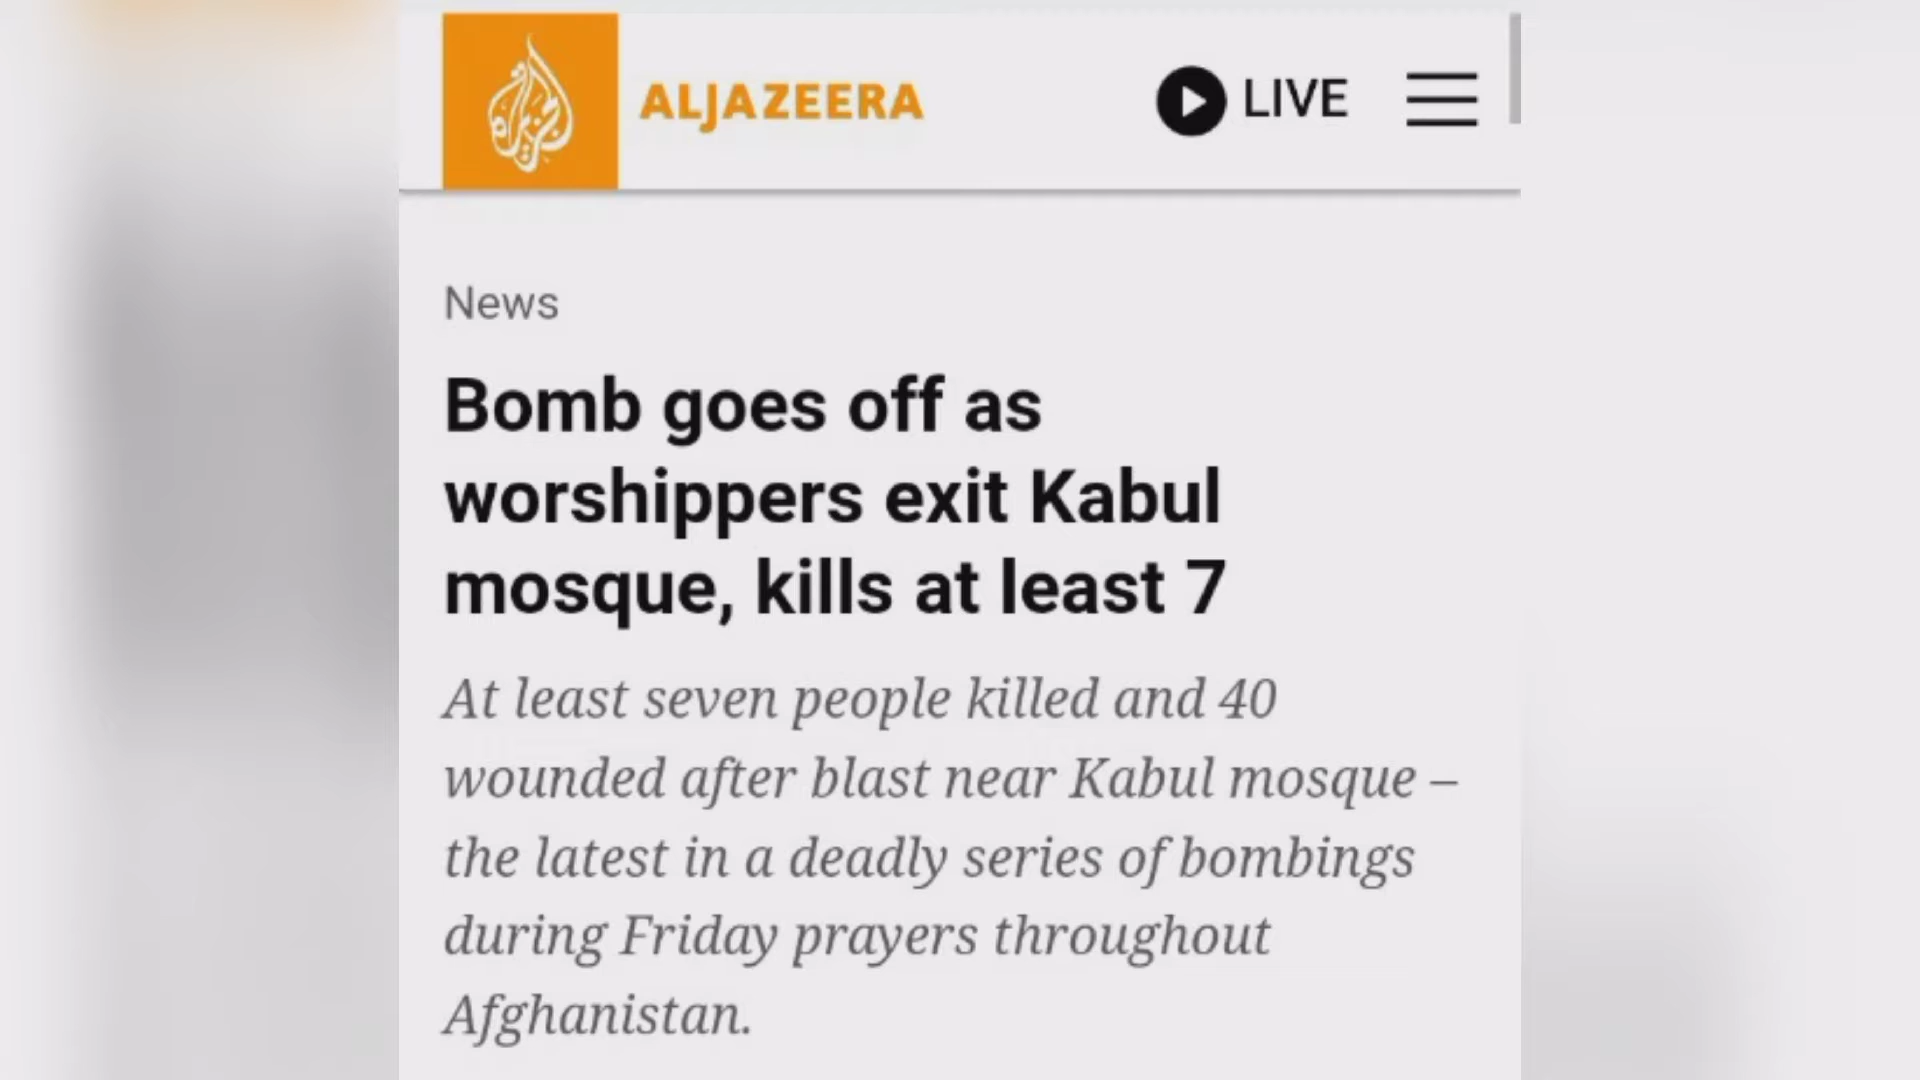 الجزيرة
ALJAZEERA
LIVE
News
Bomb goes off as
worshippers exit Kabul
mosque, kills at least 7
At least seven people killed and 40
wounded after blast near Kabul mosque –
the latest in a deadly series of bombings
during Friday prayers throughout
Afghanistan.